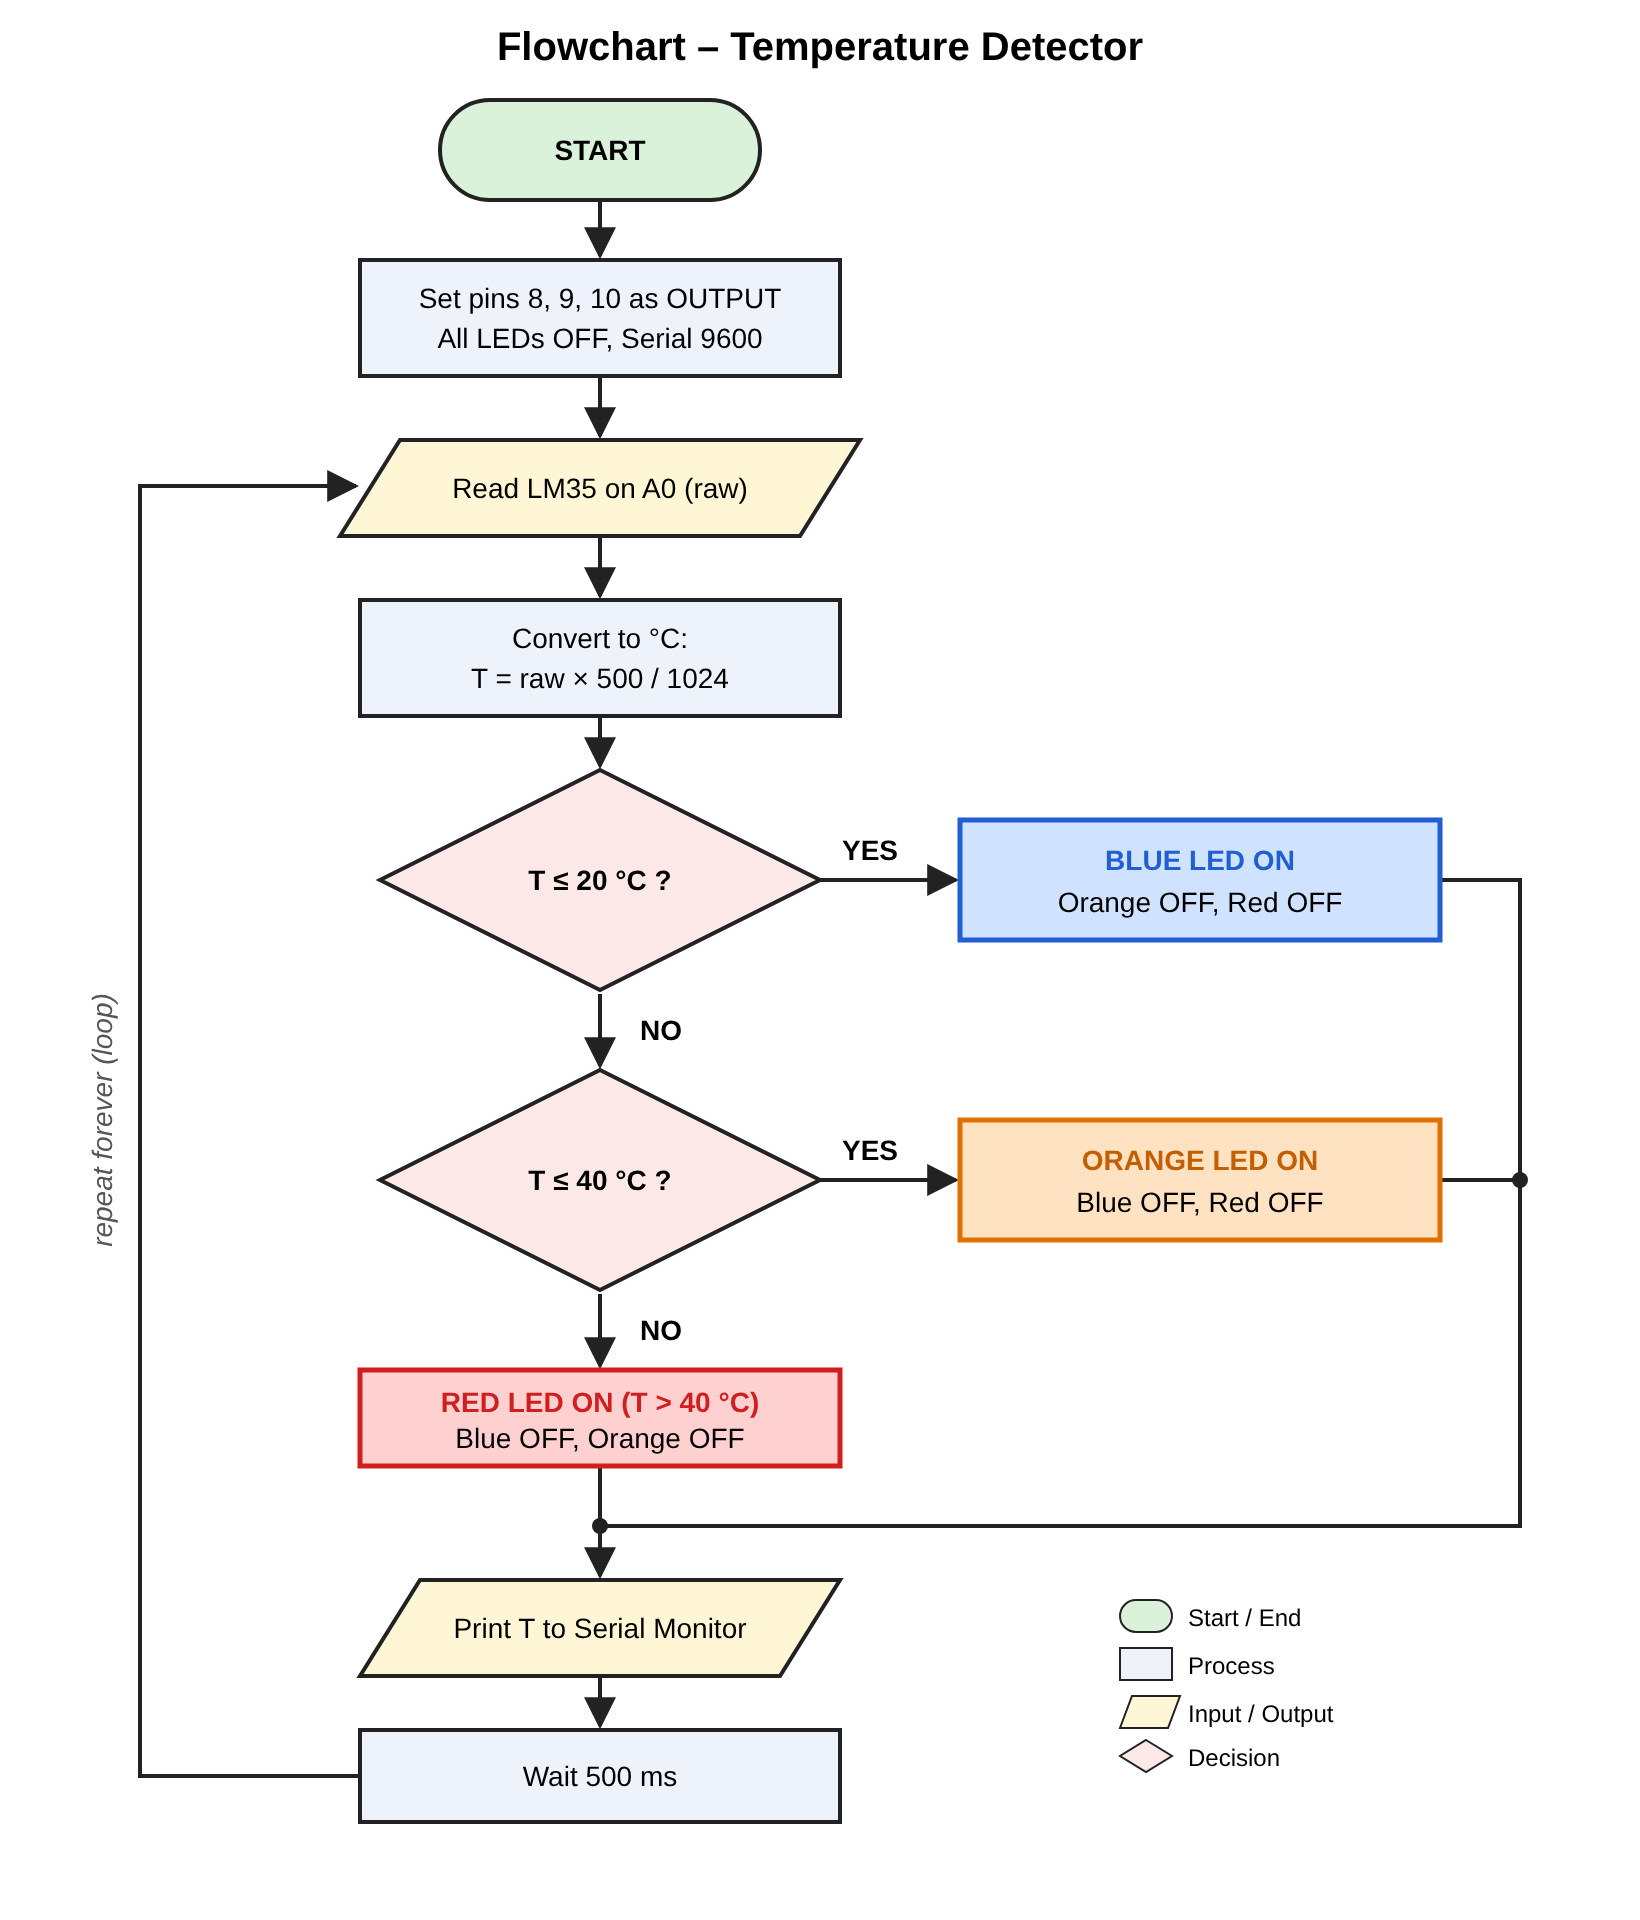 Flowchart – Temperature Detector
START
Set pins 8, 9, 10 as OUTPUT
All LEDs OFF, Serial 9600
Read LM35 on A0 (raw)
Convert to °C:
T = raw × 500 / 1024
T ≤ 20 °C ?
YES
BLUE LED ON
Orange OFF, Red OFF
NO
repeat forever (loop)
T ≤ 40 °C ?
YES
ORANGE LED ON
Blue OFF, Red OFF
NO
RED LED ON (T > 40 °C)
Blue OFF, Orange OFF
Print T to Serial Monitor
Wait 500 ms
Start / End
Process
Input / Output
Decision